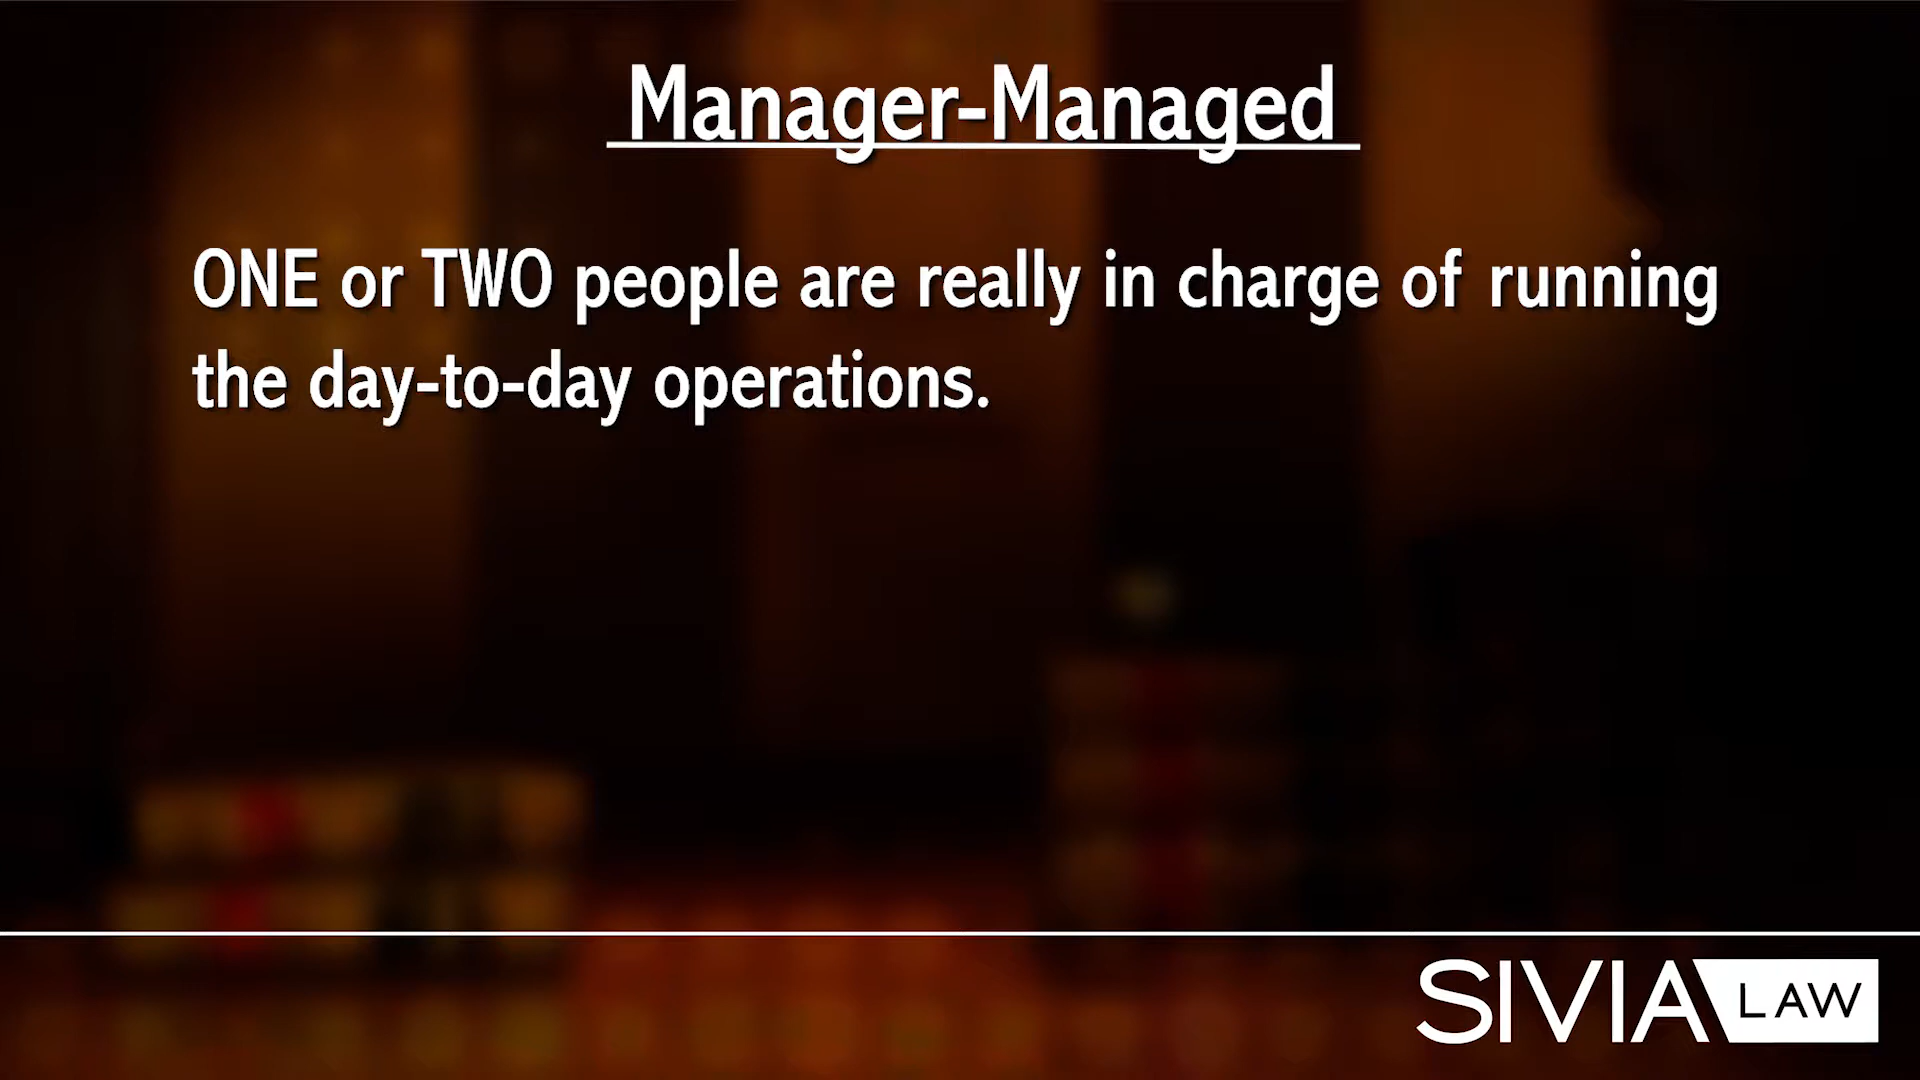 Manager-Managed
ONE or TWO people are really in charge of running
the day-to-day operations.
SIVIA LAW